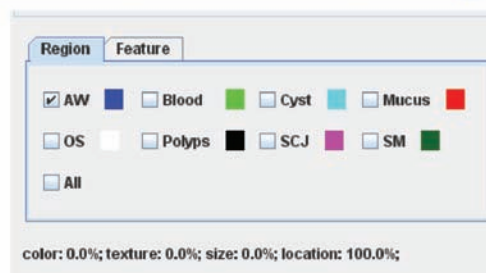 Region Feature
AW Blood Cyst Mucus
OS Polyps SCJ SM
All
color: 0.0%; texture: 0.0%; size: 0.0%; location: 100.0%;